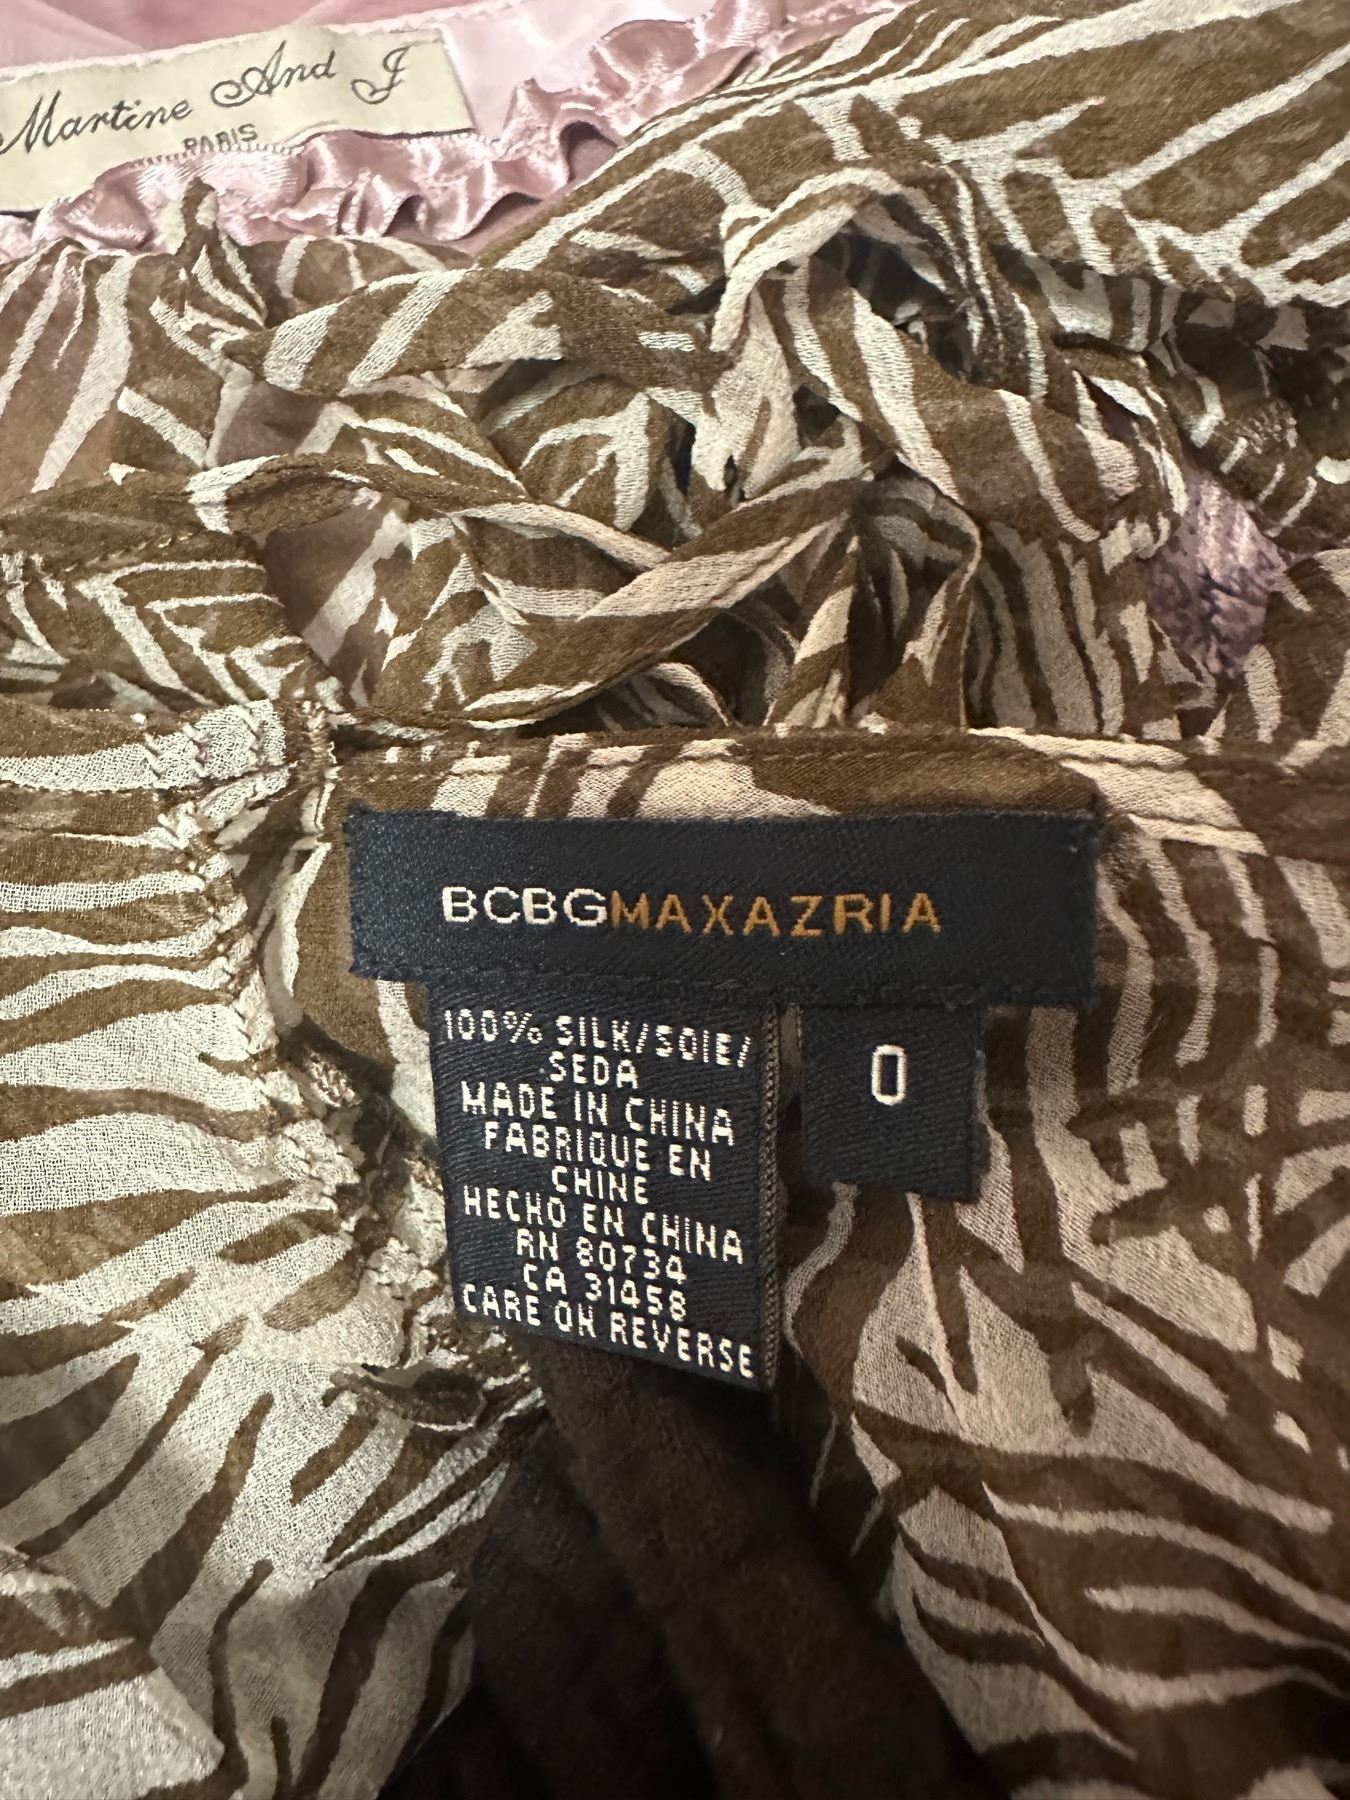 Martine And J
PARIS
BCBGMAXAZRIA
100% SILK/SOIE/
SEDA
MADE IN CHINA
FABRIQUE EN
CHINE
HECHO EN CHINA
RN 80734
CA 31458
CARE ON REVERSE
0